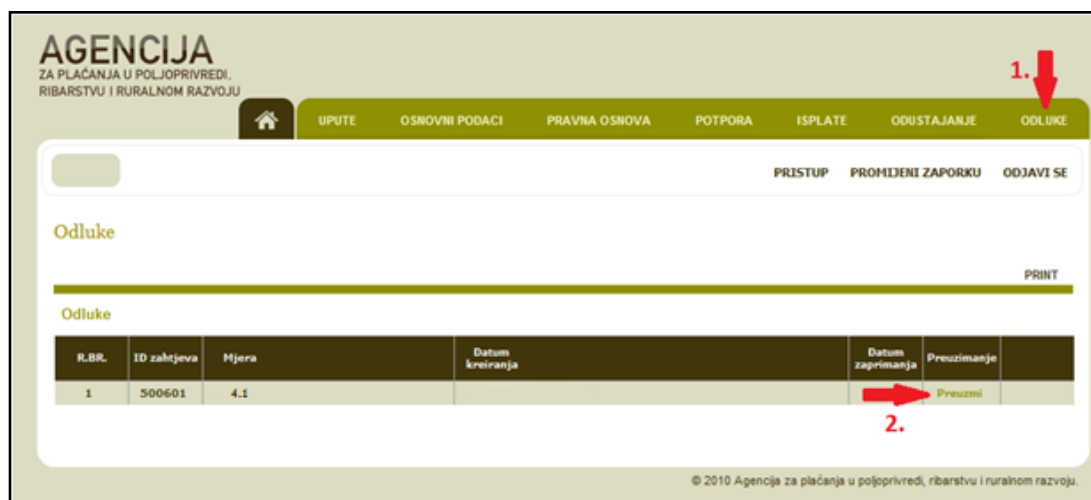 AGENCIJA
ZA PLAĆANJA U POLJOPRIVREDI,
RIBARSTVU I RURALNOM RAZVOJU
1.
UPUTE OSNOVNI PODACI PRAVNA OSNOVA POTPORA ISPLATE ODUSTAJANJE ODLUKE
PRISTUP PROMIJENI ZAPORKU ODJAVI SE
Odluke
PRINT
Odluke
R.BR. ID zahtjeva Mjera Datum kreiranja Datum zaprimanja Preuzimanje
1 500601 4.1 Preuzmi
2.
© 2010 Agencija za plaćanja u poljoprivredi, ribarstvu i ruralnom razvoju.